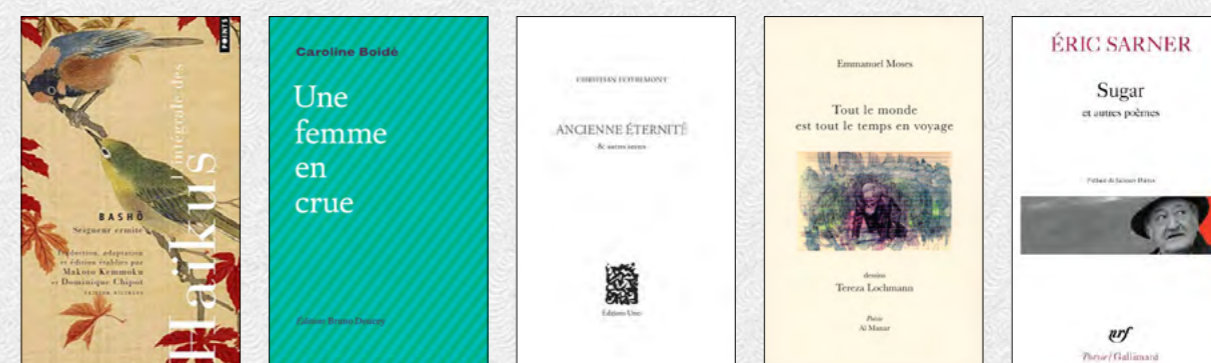 POINTS
l'intégrale des
Haïkus
BASHŌ
Seigneur ermite
Traduction, adaptation
et édition établies par
Makoto Kemmoku
et Dominique Chipot
ÉDITION BILINGUE
Caroline Boidé
Une
femme
en
crue
Éditions Bruno Doucey
CHRISTIAN
ANCIENNE ÉTERNITÉ
& autres textes
Éditions Unes
Emmanuel Moses
Tout le monde
est tout le temps en voyage
dessins
Tereza Lochmann
Poésie
Al Manar
ÉRIC SARNER
Sugar
et autres poèmes
Préface de Jacques
nrf
Poésie/Gallimard